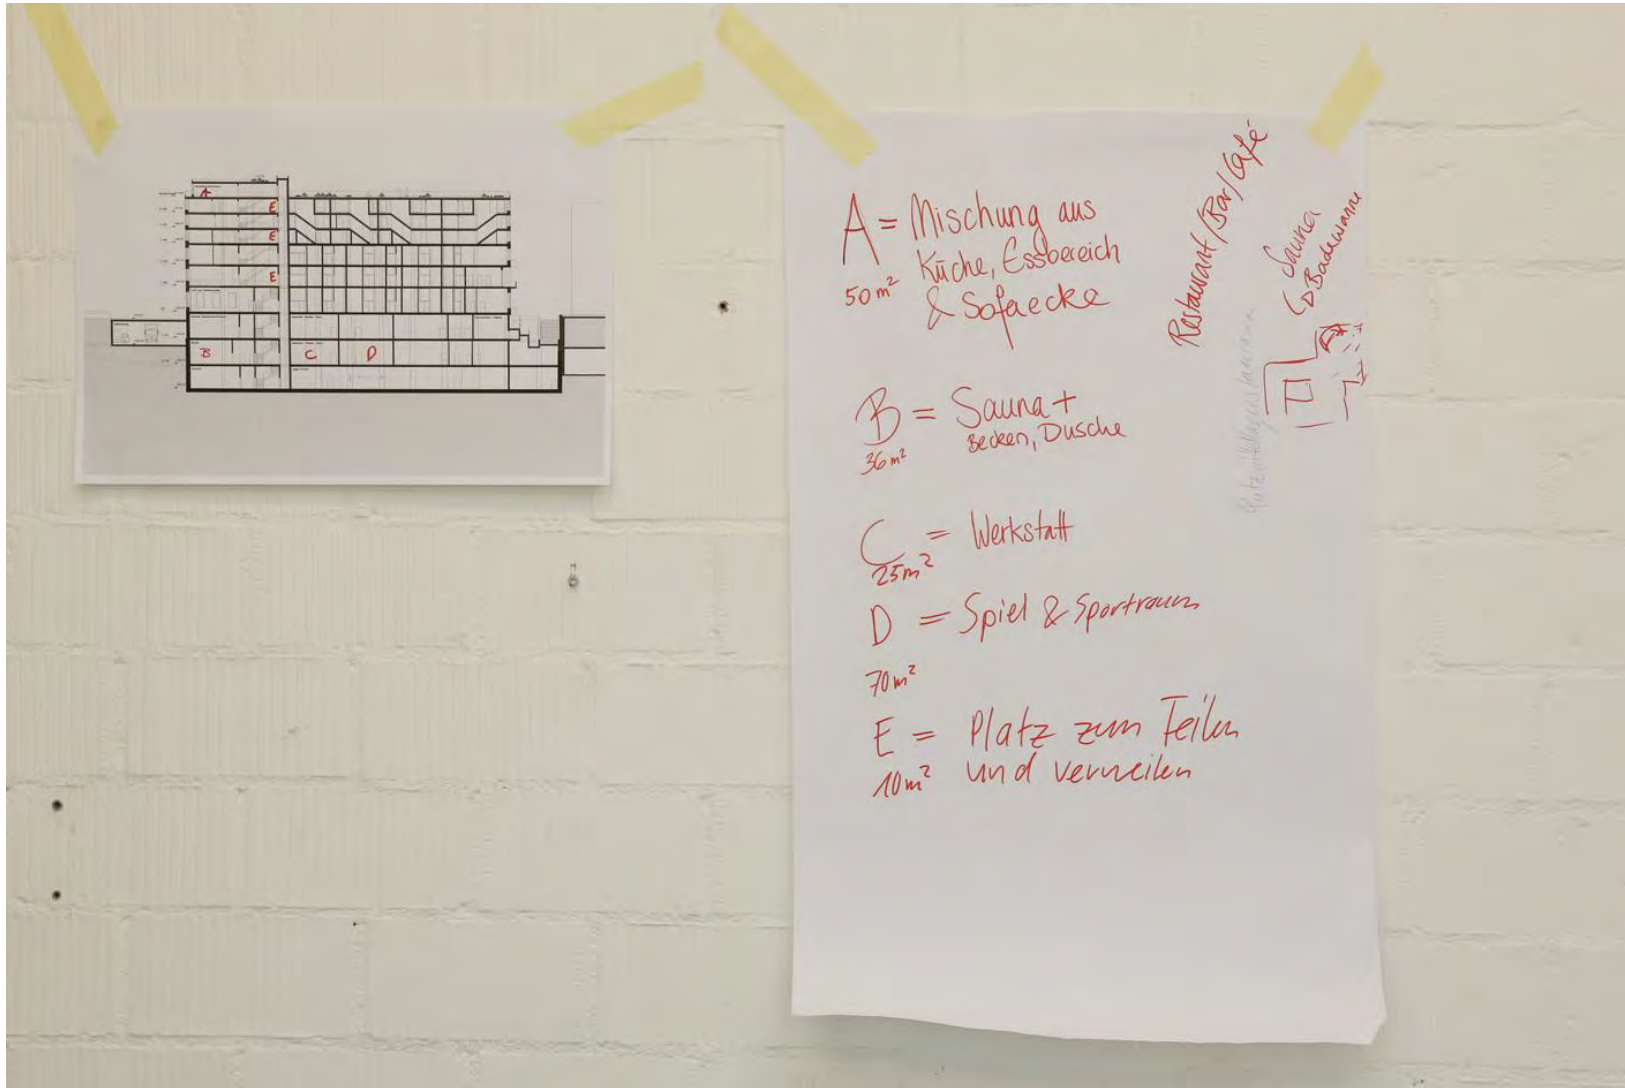 A
E
E
E
B
C
D
A = Mischung aus
Küche, Essbereich
50m² & Sofaecke
B = Sauna +
Becken, Dusche
36m²
C = Werkstatt
25m²
D = Spiel & Sportraum
70m²
E = Platz zum Teilen
10m² und verweilen
Restaurant/Bar/Café
Sauna
Badewanne